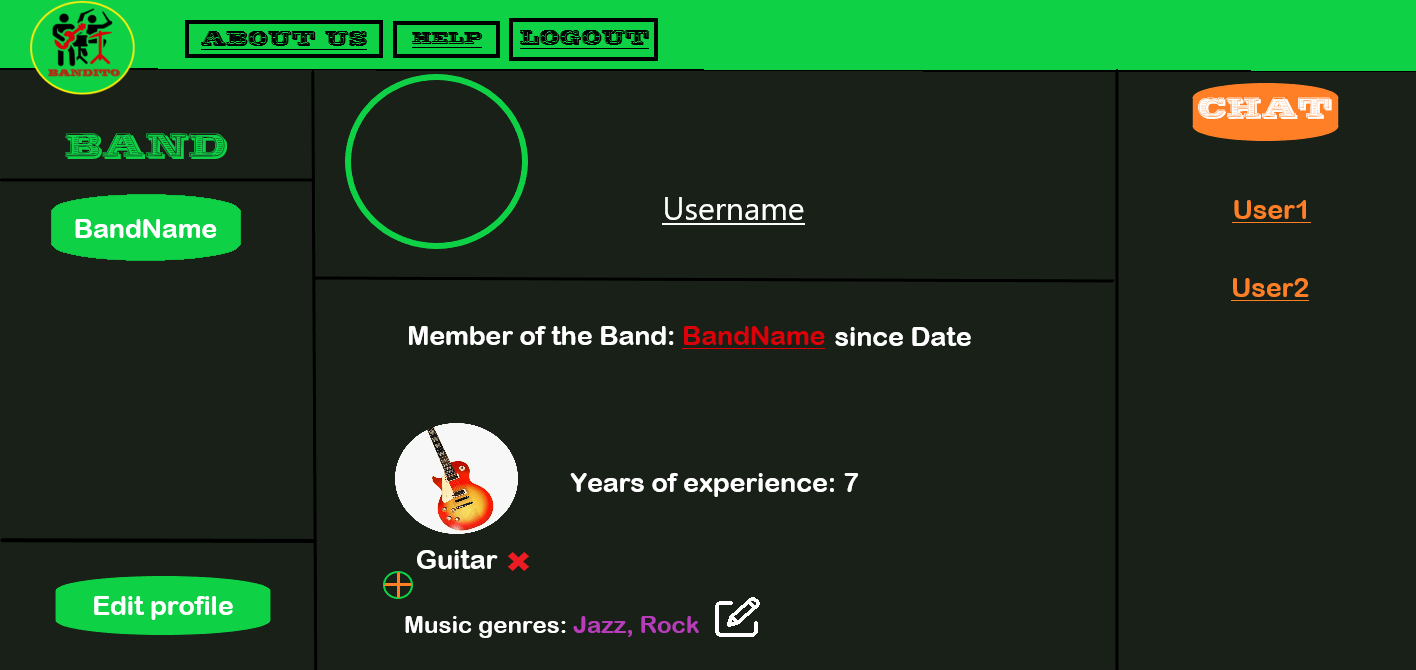 BANDITO
ABOUT US
HELP
LOGOUT
BAND
BandName
Edit profile
Username
Member of the Band: BandName since Date
Years of experience: 7
Guitar
Music genres: Jazz, Rock
CHAT
User1
User2